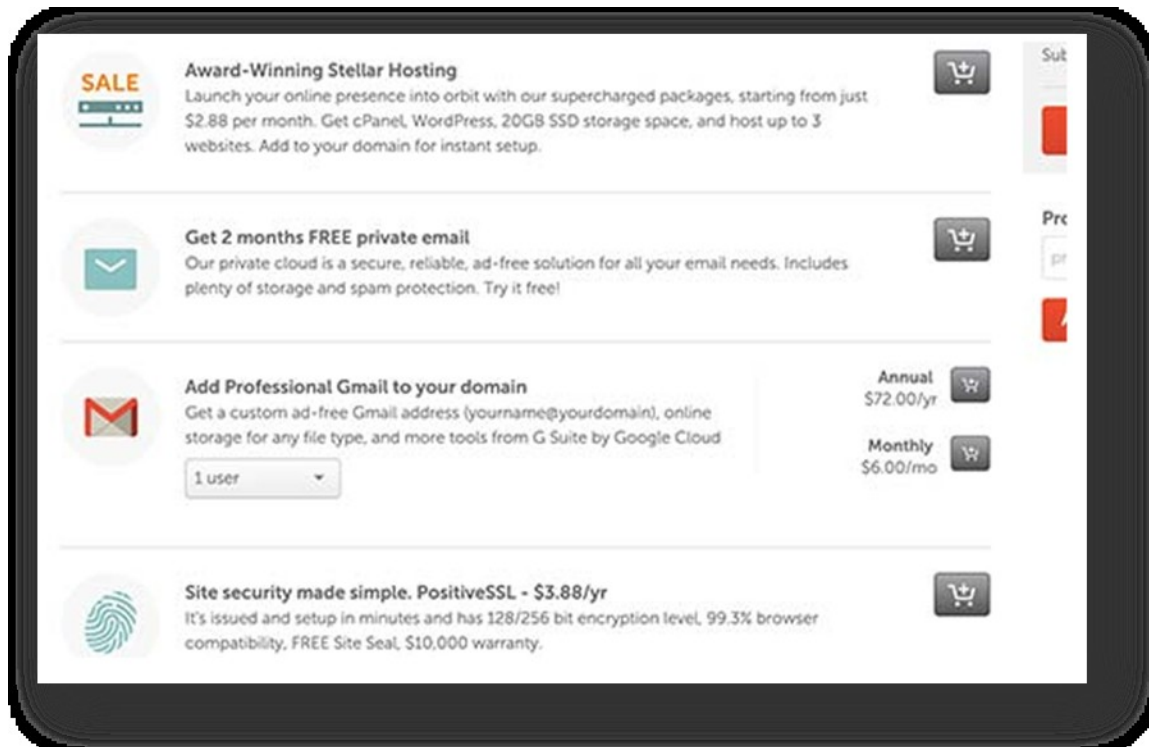 SALE
Award-Winning Stellar Hosting
Launch your online presence into orbit with our supercharged packages, starting from just
$2.88 per month. Get cPanel, WordPress, 20GB SSD storage space, and host up to 3
websites. Add to your domain for instant setup.
Get 2 months FREE private email
Our private cloud is a secure, reliable, ad-free solution for all your email needs. Includes
plenty of storage and spam protection. Try it free!
Add Professional Gmail to your domain
Get a custom ad-free Gmail address (yourname@yourdomain), online
storage for any file type, and more tools from G Suite by Google Cloud
1 user
Annual
$72.00/yr
Monthly
$6.00/mo
Site security made simple. PositiveSSL - $3.88/yr
It's issued and setup in minutes and has 128/256 bit encryption level, 99.3% browser
compatibility, FREE Site Seal, $10,000 warranty.
Sub
Pro
pr